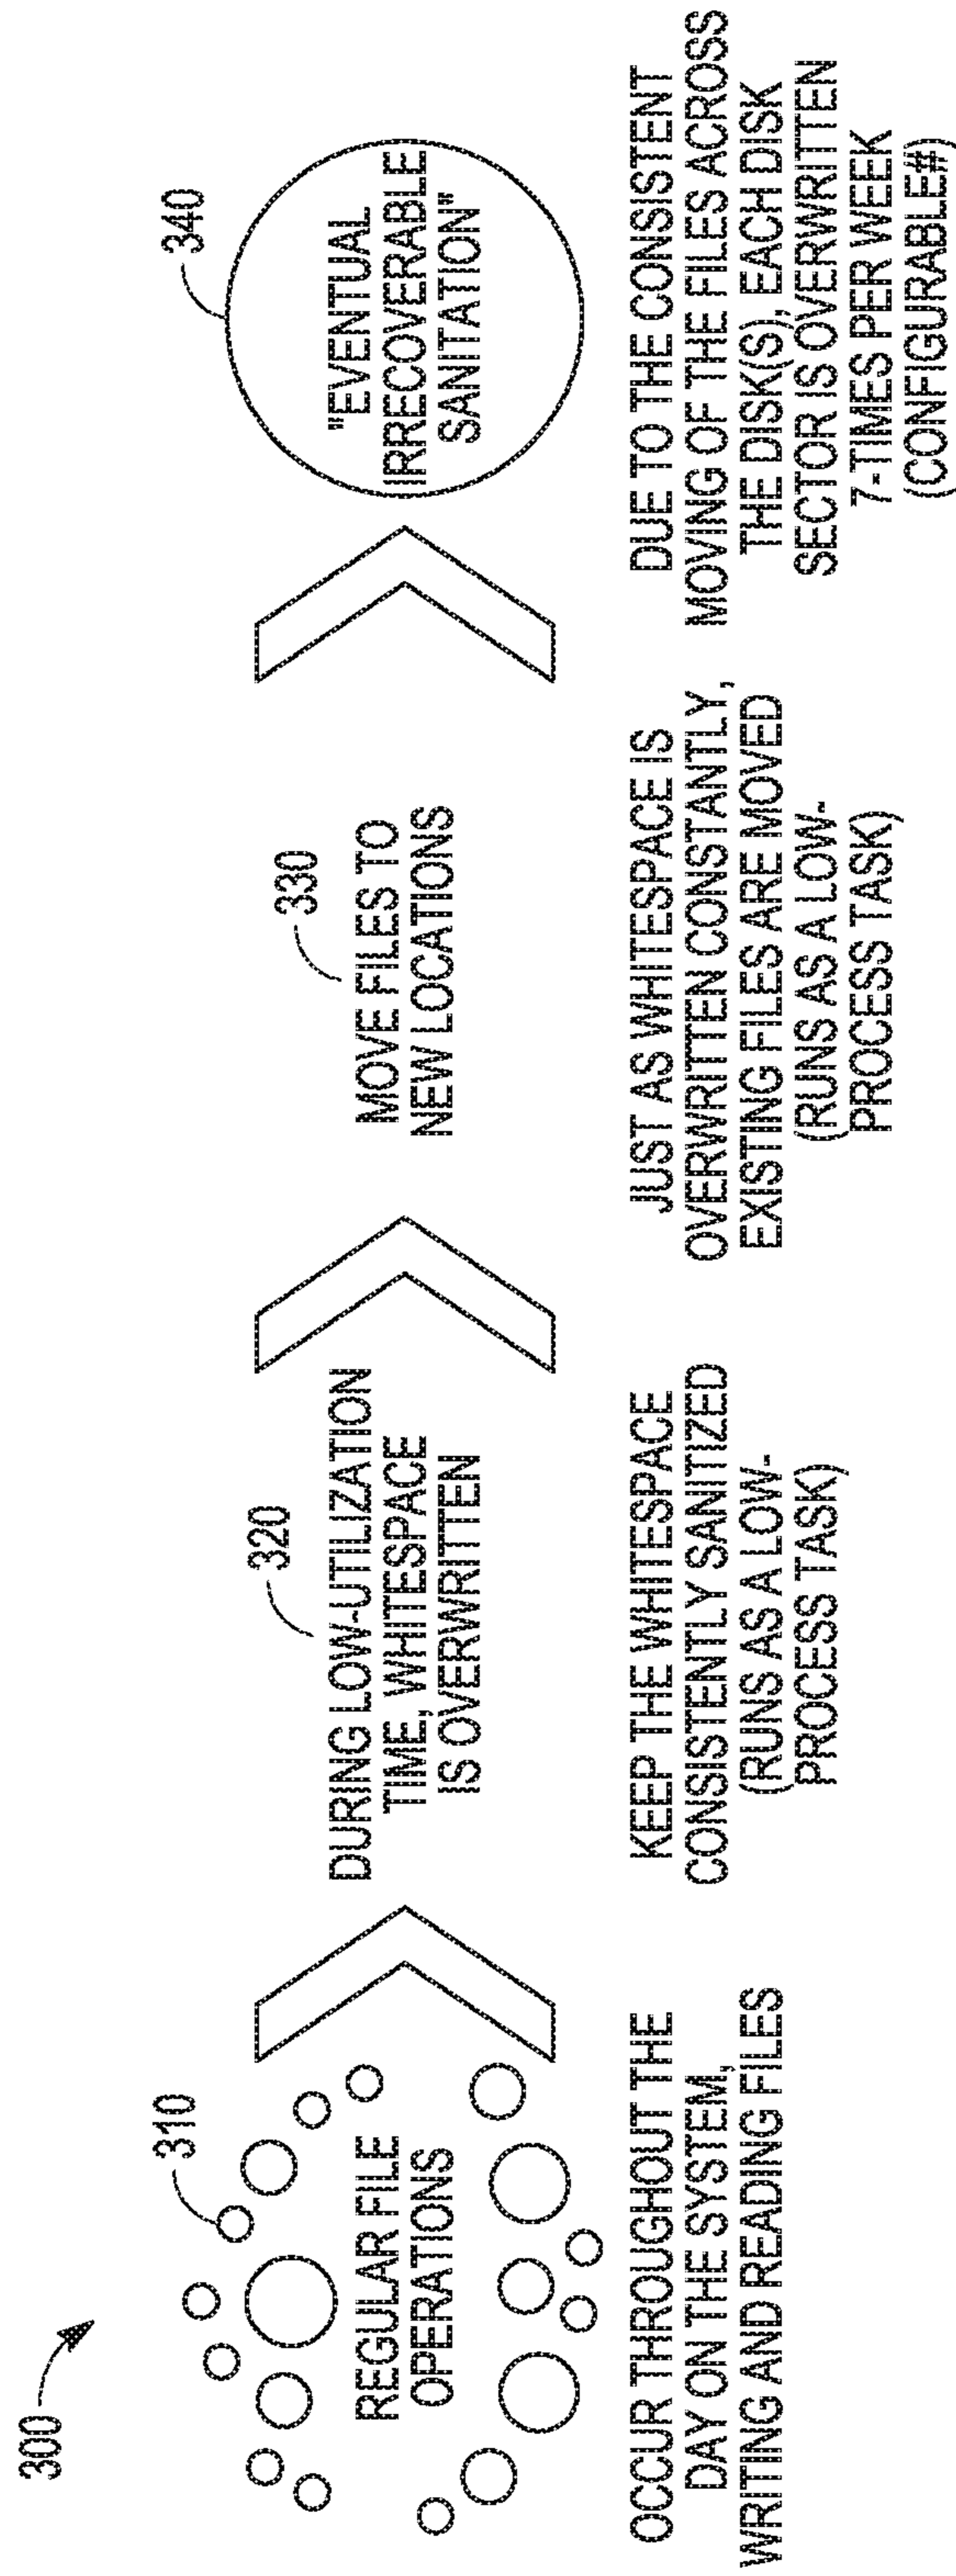 300
310
REGULAR FILE
OPERATIONS
OCCUR THROUGHOUT THE
DAY ON THE SYSTEM,
WRITING AND READING FILES
320
DURING LOW-UTILIZATION
TIME, WHITESPACE
IS OVERWRITTEN
KEEP THE WHITESPACE
CONSISTENTLY SANITIZED
(RUNS AS A LOW-
PROCESS TASK)
330
MOVE FILES TO
NEW LOCATIONS
JUST AS WHITESPACE IS
OVERWRITTEN CONSTANTLY,
EXISTING FILES ARE MOVED
(RUNS AS A LOW-
PROCESS TASK)
340
"EVENTUAL
IRRECOVERABLE
SANITATION"
DUE TO THE CONSISTENT
MOVING OF THE FILES ACROSS
THE DISK(S), EACH DISK
SECTOR IS OVERWRITTEN
7-TIMES PER WEEK
(CONFIGURABLE#)